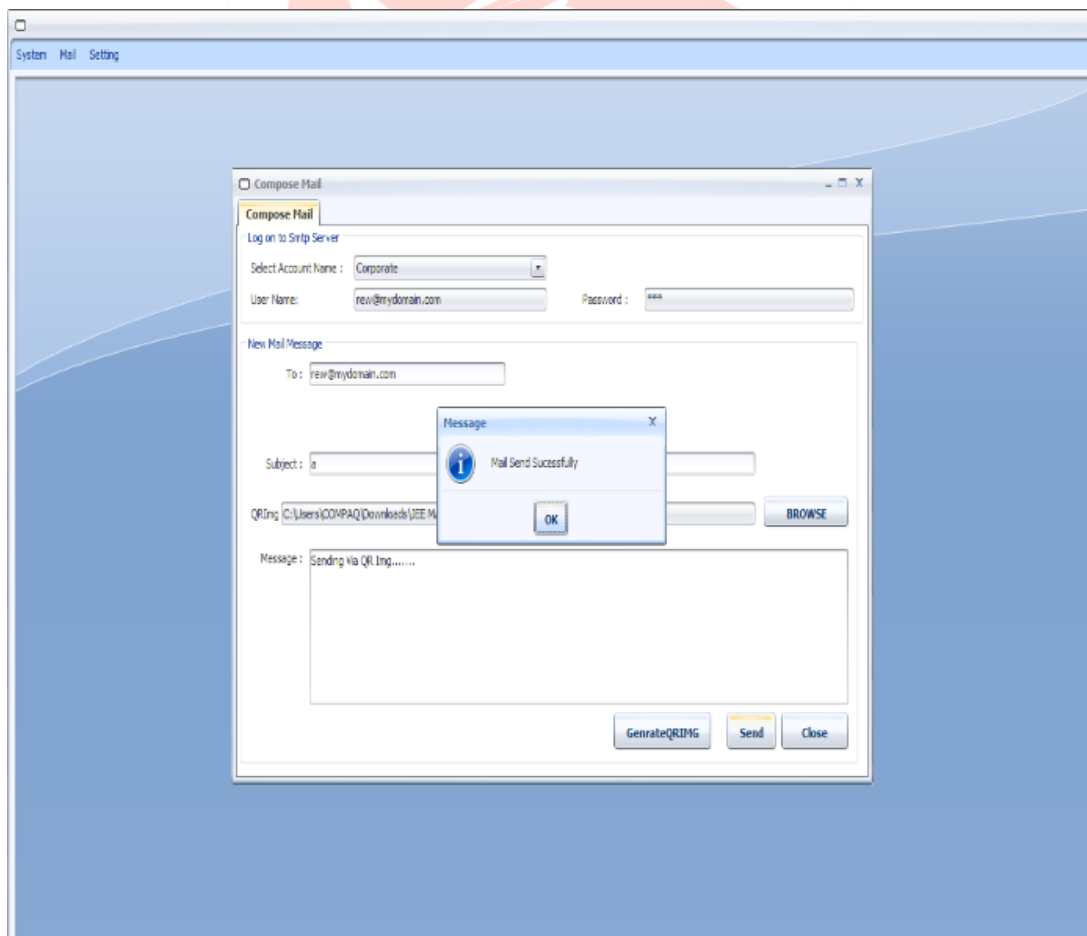 System Mail Setting
Compose Mail
Compose Mail
Log on to Smtp Server
Select Account Name : Corporate
User Name: rew@mydomain.com Password : ***
New Mail Message
To : rew@mydomain.com
Message X
Mail Send Sucessfully
Subject : a
QRImg C:\Users\COMPAQ\Downloads\JEE BROWSE
OK
Message : Sending Via QR Img.......
GenrateQRIMG Send Close